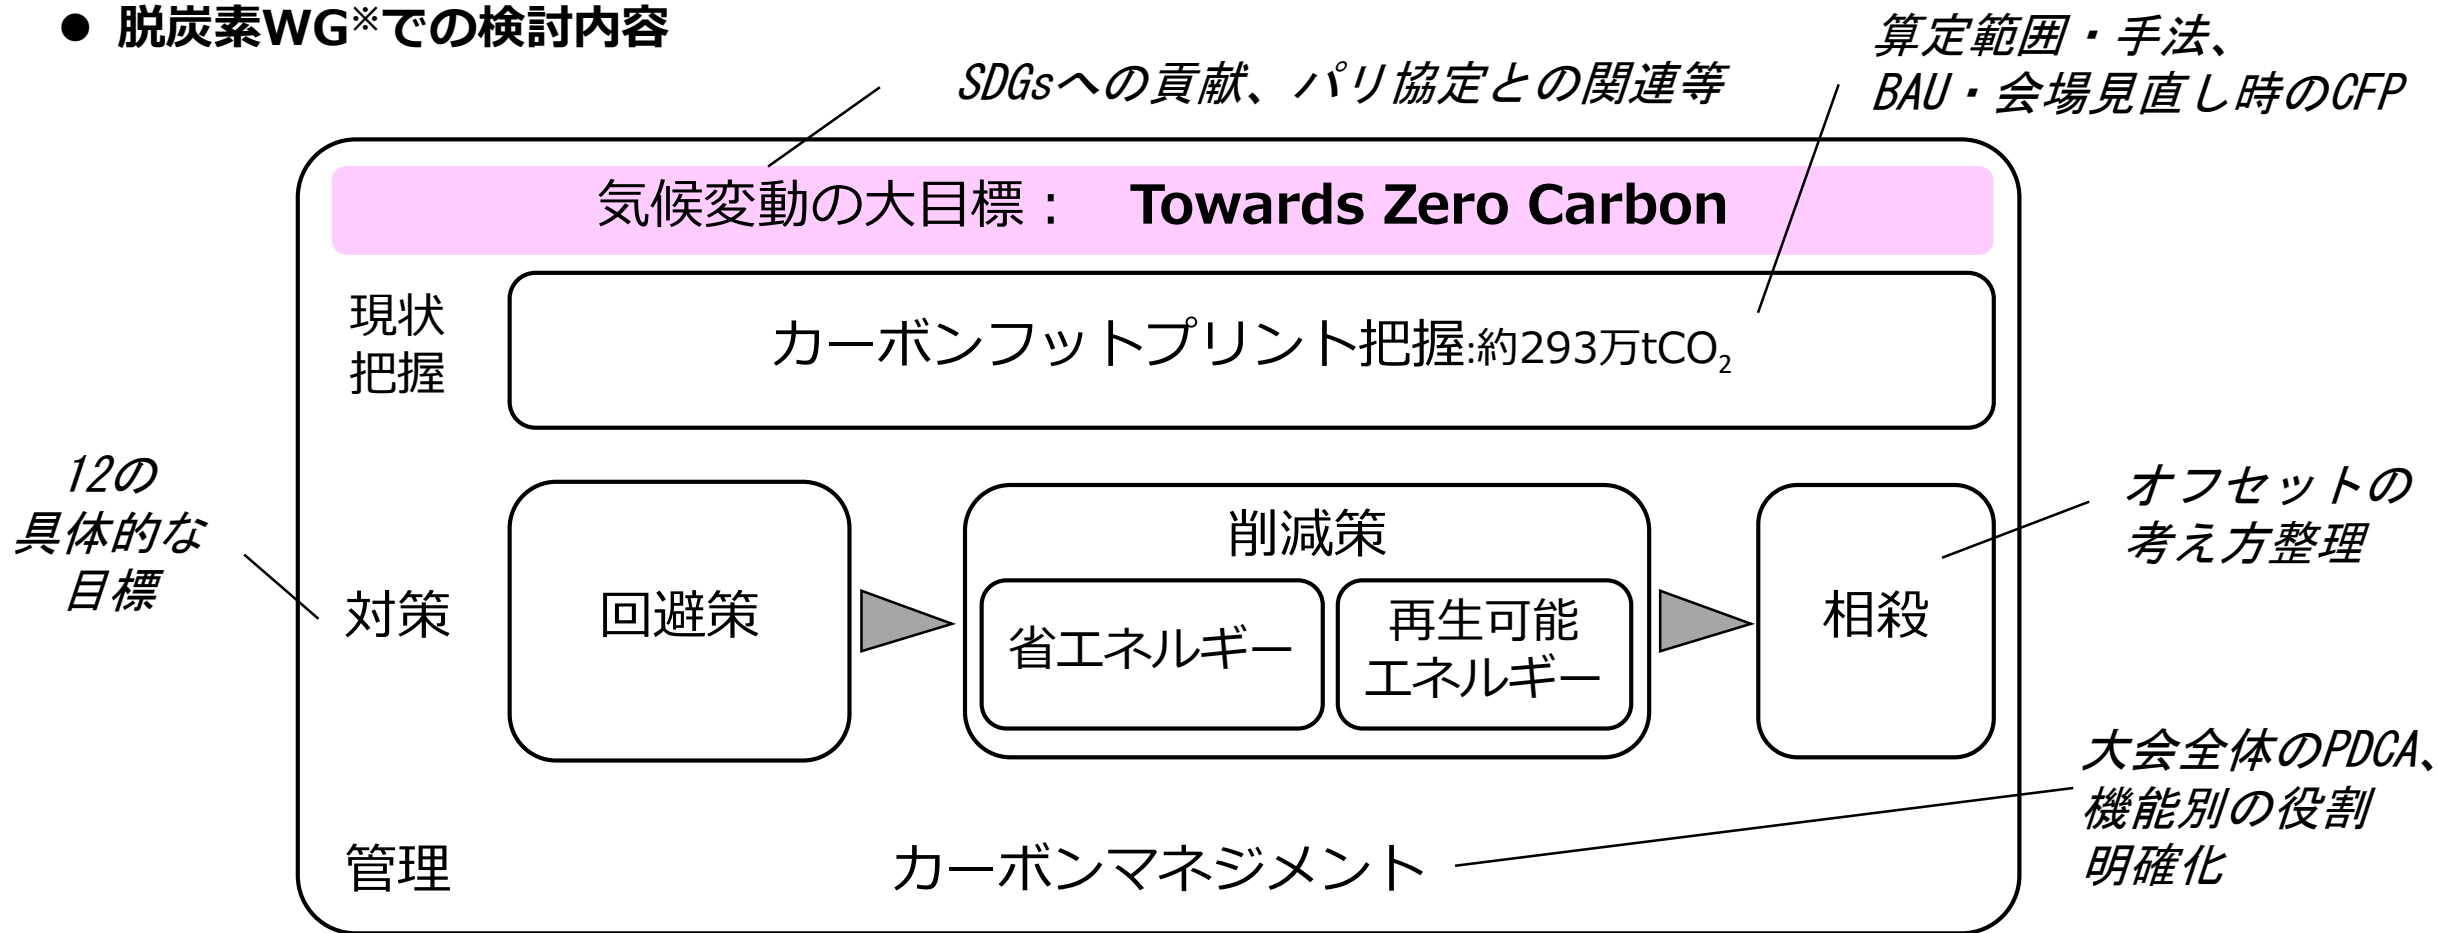 ● 脱炭素WG※での検討内容
算定範囲・手法、
BAU・会場見直し時のCFP
SDGsへの貢献、パリ協定との関連等
気候変動の大目標： Towards Zero Carbon
現状
把握
カーボンフットプリント把握:約293万tCO₂
12の
具体的な
目標
対策
回避策
削減策
省エネルギー
再生可能
エネルギー
相殺
オフセットの
考え方整理
管理
カーボンマネジメント
大会全体のPDCA、
機能別の役割
明確化